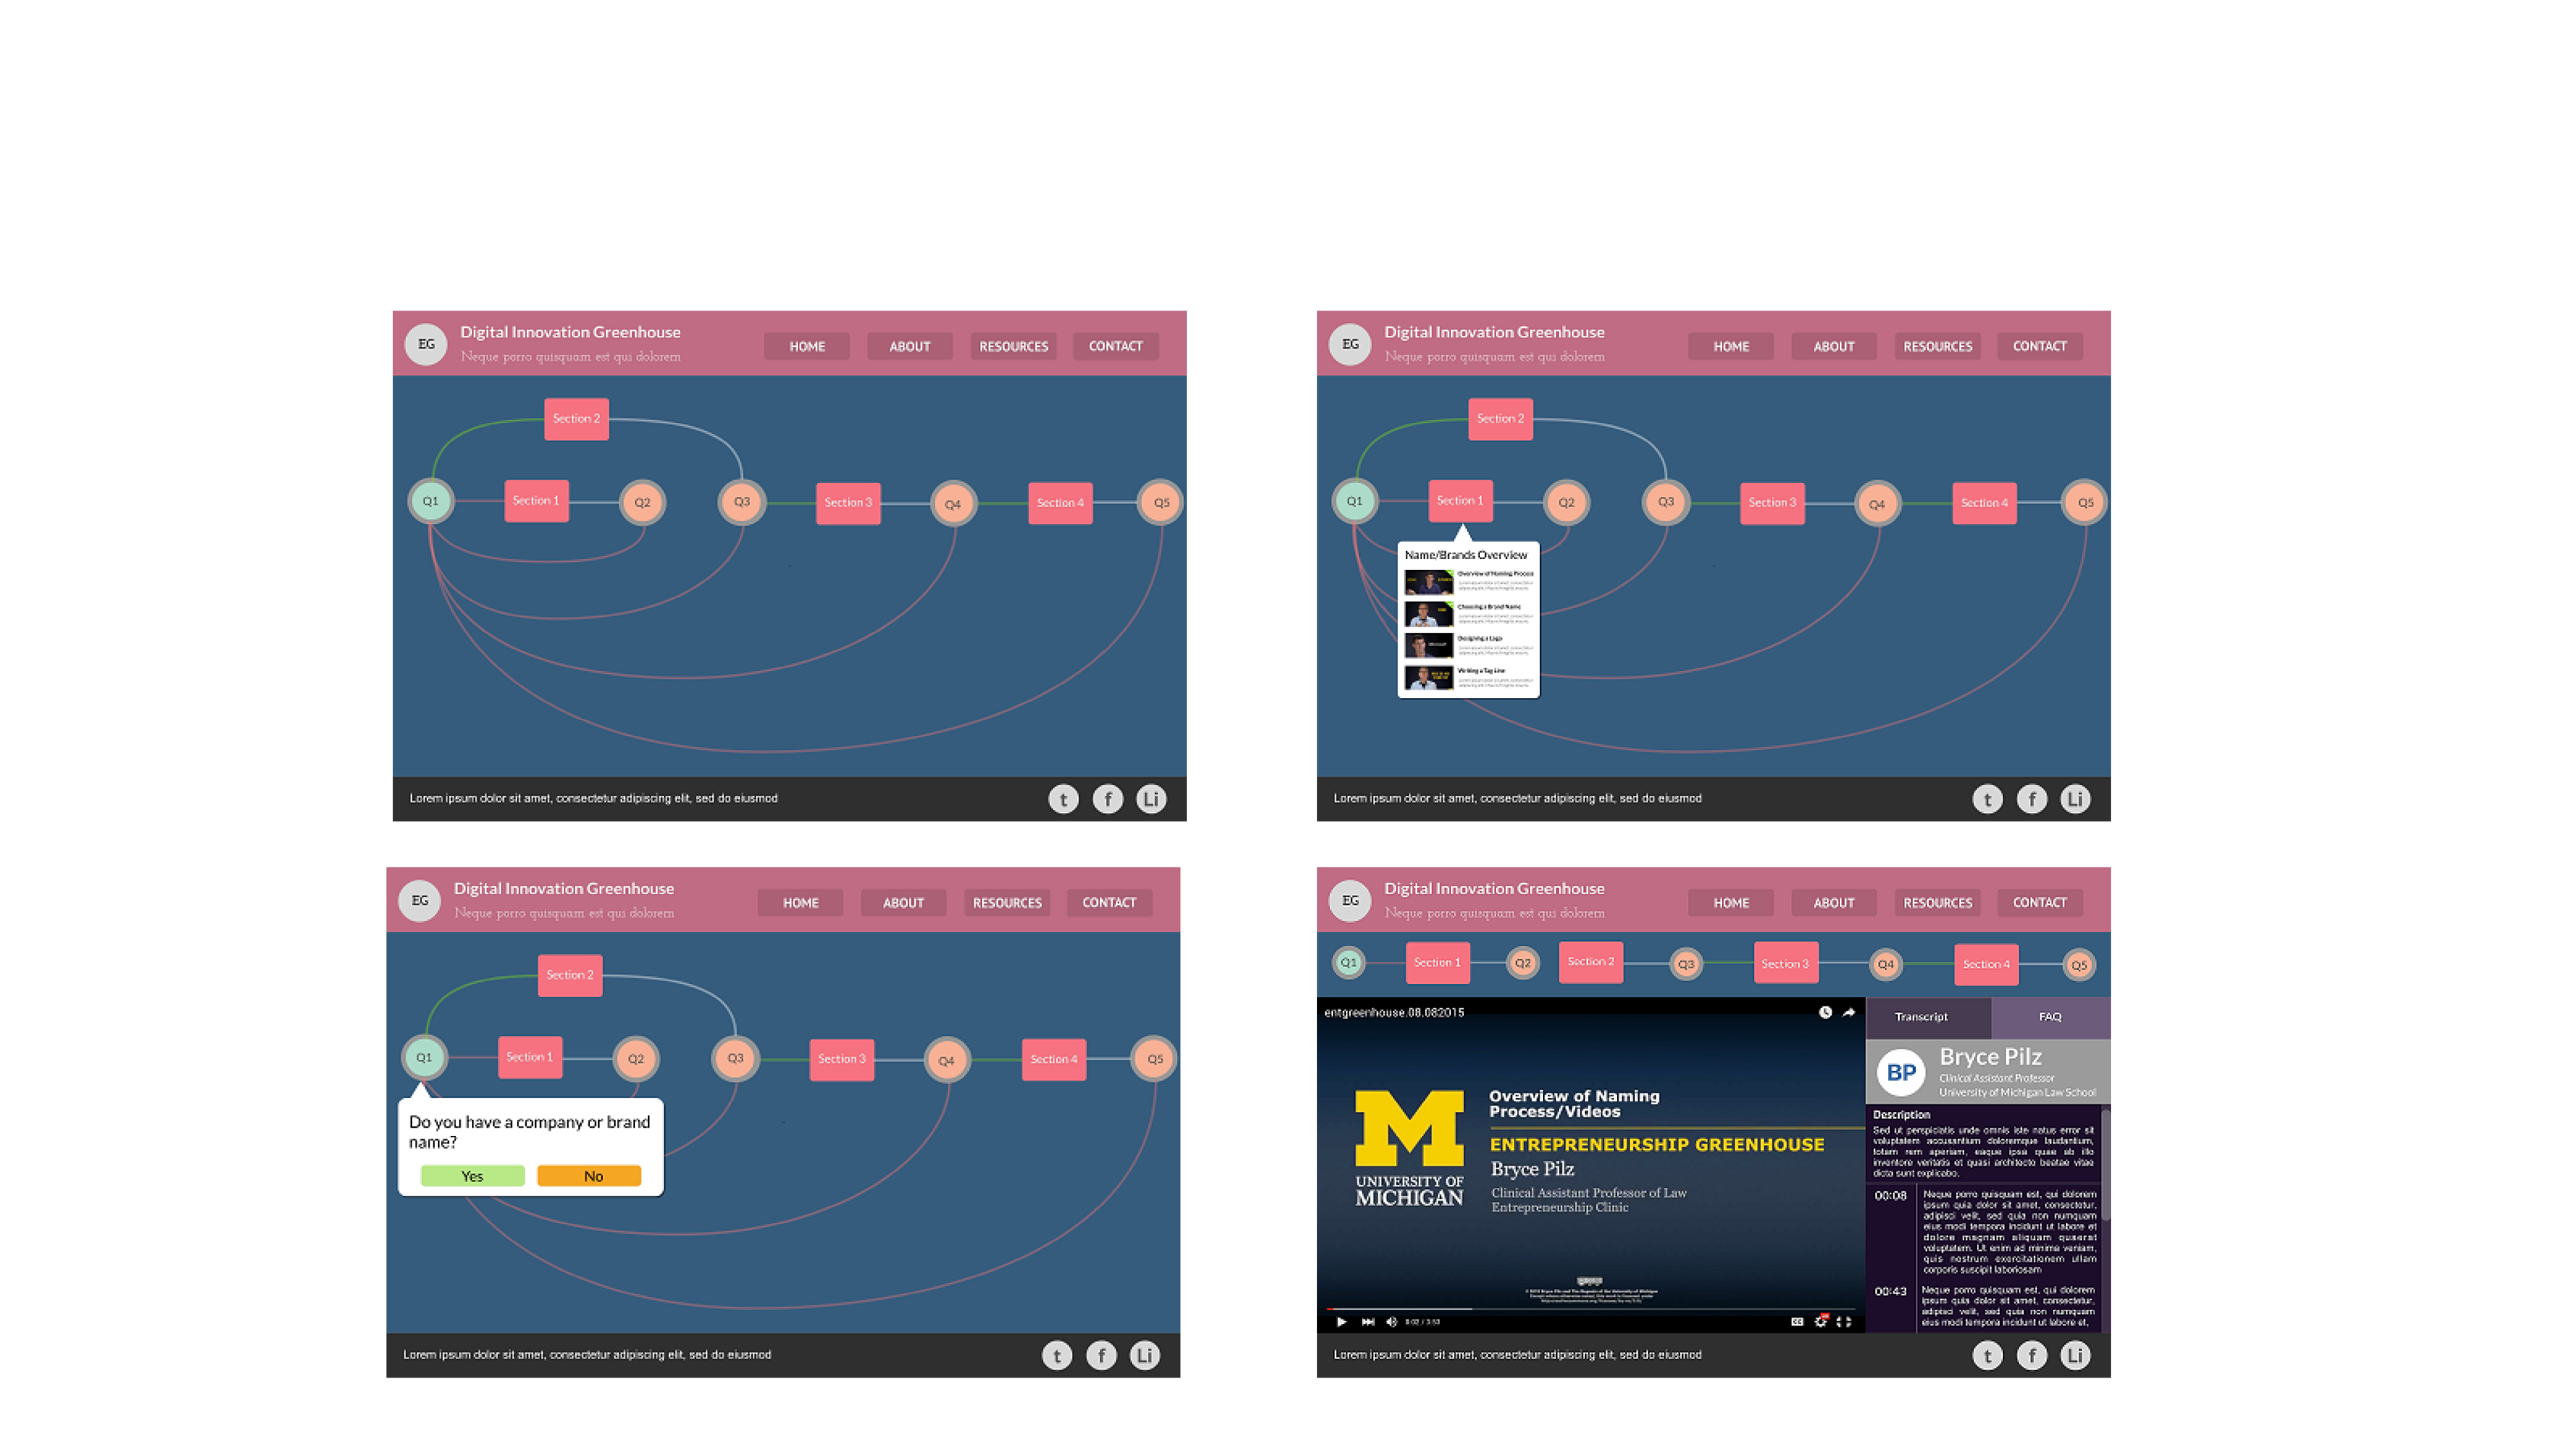 EG
Digital Innovation Greenhouse
Neque porro quisquam est qui dolorem
HOME ABOUT RESOURCES CONTACT
Section 2
Q1 Section 1 Q2 Q3 Section 3 Q4 Section 4 Q5
Lorem ipsum dolor sit amet, consectetur adipiscing elit, sed do eiusmod
t f Li
EG
Digital Innovation Greenhouse
Neque porro quisquam est qui dolorem
HOME ABOUT RESOURCES CONTACT
Section 2
Q1 Section 1 Q2 Q3 Section 3 Q4 Section 4 Q5
Name/Brands Overview
Overview of Naming Process
Choosing a Brand Name
Designing a Logo
Writing a Tag Line
Lorem ipsum dolor sit amet, consectetur adipiscing elit, sed do eiusmod
t f Li
EG
Digital Innovation Greenhouse
Neque porro quisquam est qui dolorem
HOME ABOUT RESOURCES CONTACT
Section 2
Q1 Section 1 Q2 Q3 Section 3 Q4 Section 4 Q5
Do you have a company or brand
name?
Yes No
Lorem ipsum dolor sit amet, consectetur adipiscing elit, sed do eiusmod
t f Li
EG
Digital Innovation Greenhouse
Neque porro quisquam est qui dolorem
HOME ABOUT RESOURCES CONTACT
Q1 Section 1 Q2 Section 2 Q3 Section 3 Q4 Section 4 Q5
entgreenhouse.08.082015
M
UNIVERSITY OF
MICHIGAN
Overview of Naming
Process/Videos
ENTREPRENEURSHIP GREENHOUSE
Bryce Pilz
Clinical Assistant Professor of Law
Entrepreneurship Clinic
0:02 / 3:53
CC
Transcript FAQ
BP
Bryce Pilz
Clinical Assistant Professor
University of Michigan Law School
Description
Sed ut perspiciatis unde omnis iste natus error sit
voluptatem accusantium doloremque laudantium,
totam rem aperiam, eaque ipsa quae ab illo
inventore veritatis et quasi architecto beatae vitae
dicta sunt explicabo.
00:08
Neque porro quisquam est, qui dolorem
ipsum quia dolor sit amet, consectetur,
adipisci velit, sed quia non numquam
eius modi tempora incidunt ut labore et
dolore magnam aliquam quaerat
voluptatem. Ut enim ad minima veniam,
quis nostrum exercitationem ullam
corporis suscipit laboriosam
00:43
Neque porro quisquam est, qui dolorem
ipsum quia dolor sit amet, consectetur,
adipisci velit, sed quia non numquam
eius modi tempora incidunt ut labore et,
Lorem ipsum dolor sit amet, consectetur adipiscing elit, sed do eiusmod
t f Li